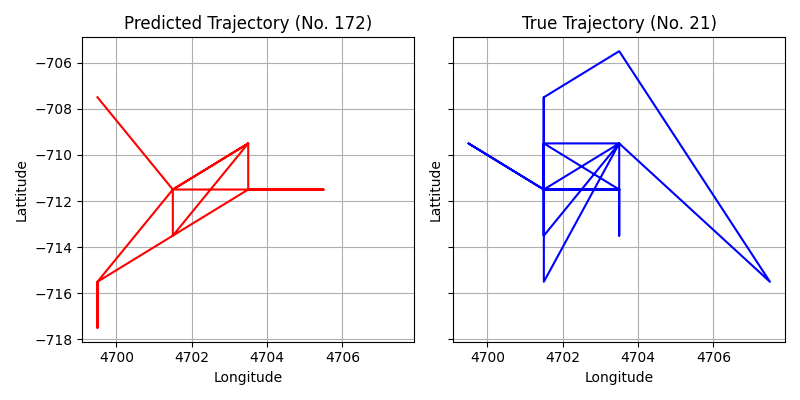 Predicted Trajectory (No. 172)
True Trajectory (No. 21)
−706
−708
−710
−712
−714
−716
−718
Lattitude
Lattitude
4700 4702 4704 4706
4700 4702 4704 4706
Longitude
Longitude